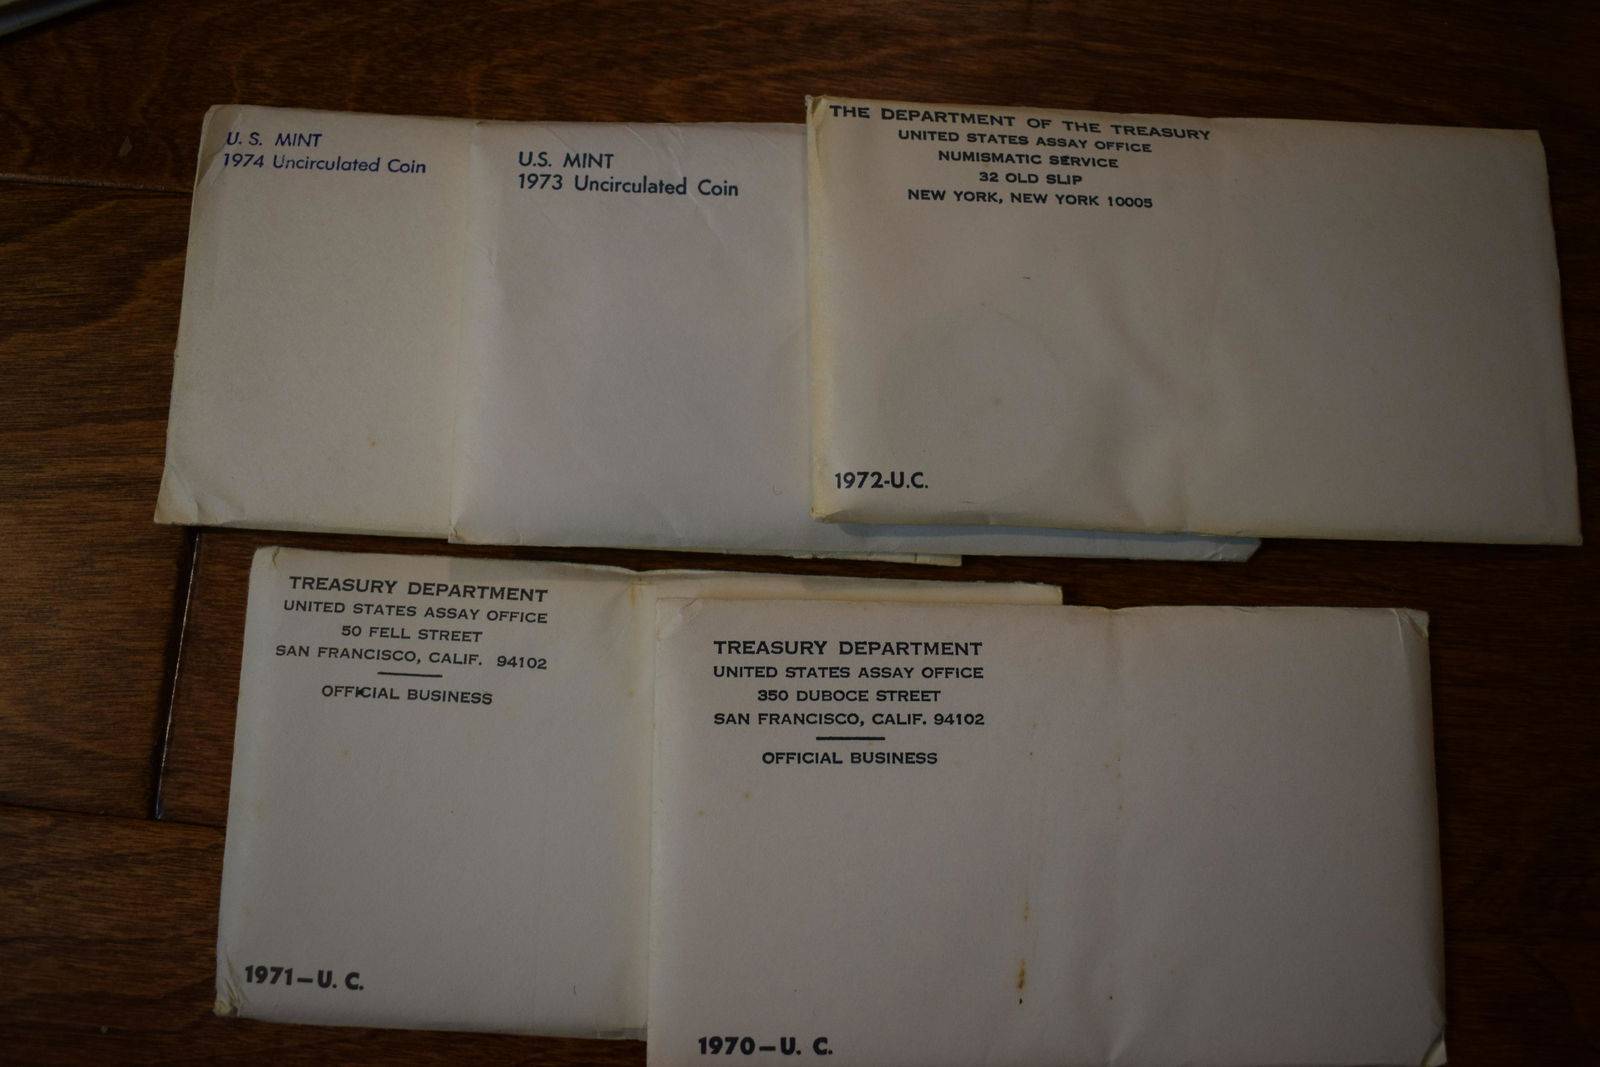 U. S. MINT
1974 Uncirculated Coin
U.S. MINT
1973 Uncirculated Coin
THE DEPARTMENT OF THE TREASURY
UNITED STATES ASSAY OFFICE
NUMISMATIC SERVICE
32 OLD SLIP
NEW YORK, NEW YORK 10005
1972-U.C.
TREASURY DEPARTMENT
UNITED STATES ASSAY OFFICE
50 FELL STREET
SAN FRANCISCO, CALIF. 94102
OFFICIAL BUSINESS
1971-U. C.
TREASURY DEPARTMENT
UNITED STATES ASSAY OFFICE
350 DUBOCE STREET
SAN FRANCISCO, CALIF. 94102
OFFICIAL BUSINESS
1970-U. C.